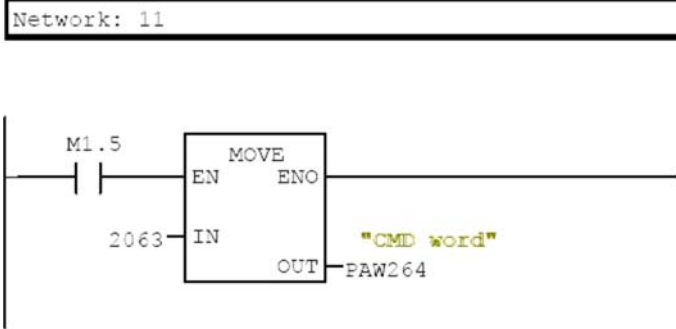 Network: 11
M1.5
MOVE
EN ENO
2063 IN "CMD word"
OUT PAW264